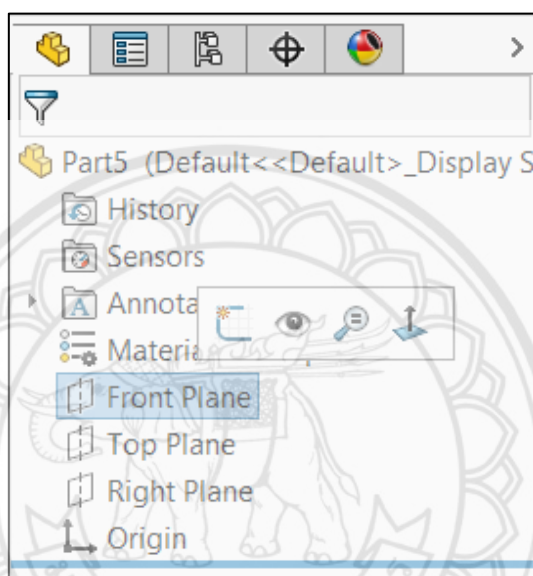 Part5 (Default<<Default>_Display S
History
Sensors
Annota
Materia
Front Plane
Top Plane
Right Plane
Origin